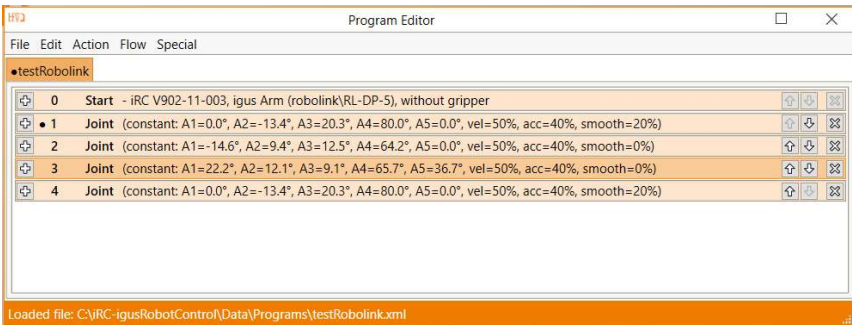 Program Editor
File Edit Action Flow Special
•testRobolink
0 Start - iRC V902-11-003, igus Arm (robolink\RL-DP-5), without gripper
• 1 Joint (constant: A1=0.0°, A2=-13.4°, A3=20.3°, A4=80.0°, A5=0.0°, vel=50%, acc=40%, smooth=20%)
2 Joint (constant: A1=-14.6°, A2=9.4°, A3=12.5°, A4=64.2°, A5=0.0°, vel=50%, acc=40%, smooth=0%)
3 Joint (constant: A1=22.2°, A2=12.1°, A3=9.1°, A4=65.7°, A5=36.7°, vel=50%, acc=40%, smooth=0%)
4 Joint (constant: A1=0.0°, A2=-13.4°, A3=20.3°, A4=80.0°, A5=0.0°, vel=50%, acc=40%, smooth=20%)
Loaded file: C:\iRC-igusRobotControl\Data\Programs\testRobolink.xml